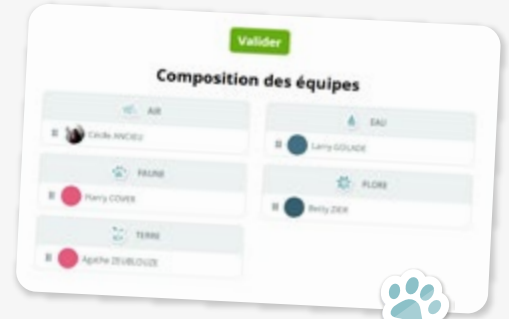 Valider
Composition des équipes
AIR
EAU
Cécile ANCIEU
Larry GOLADE
FAUNE
FLORE
Harry COVER
Betty ZIER
TERRE
Agathe ZEUBLOUZE